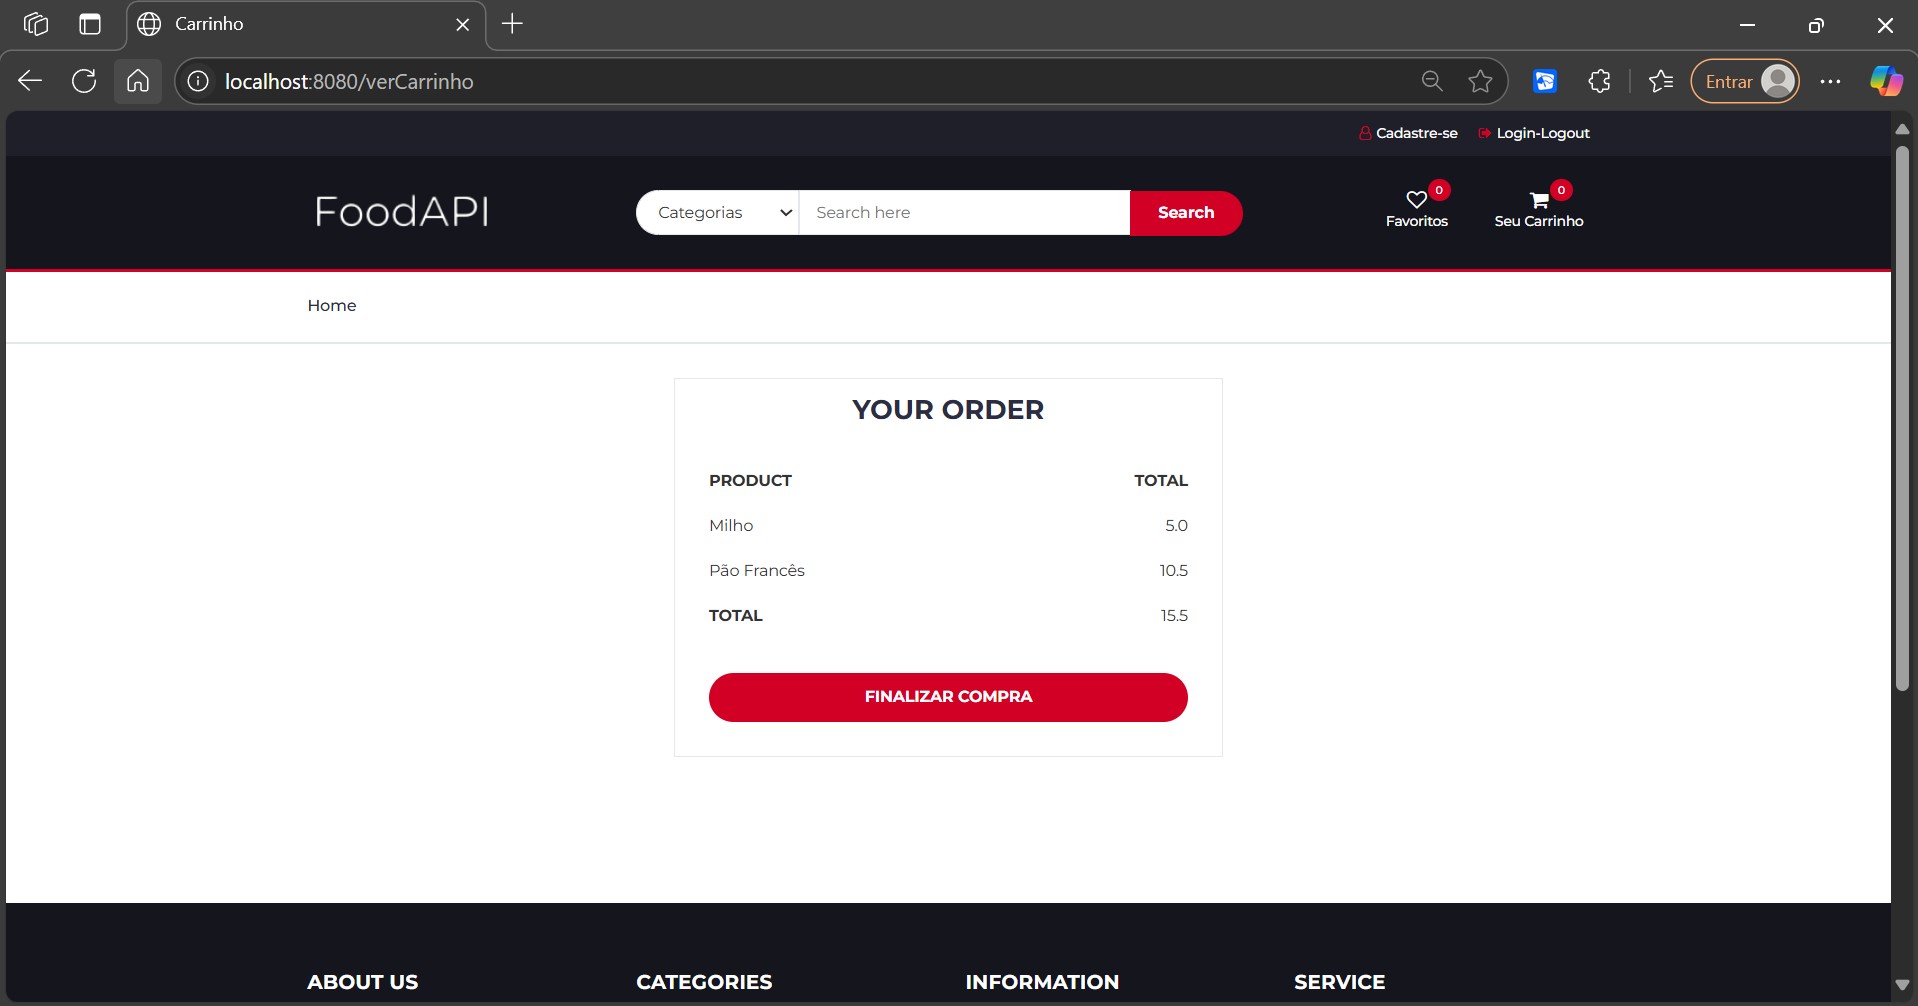 Carrinho
localhost:8080/verCarrinho
Entrar
Cadastre-se Login-Logout
FoodAPI
Categorias
Search here
Search
0
Favoritos
0
Seu Carrinho
Home
YOUR ORDER
PRODUCT TOTAL
Milho 5.0
Pão Francês 10.5
TOTAL 15.5
FINALIZAR COMPRA
ABOUT US CATEGORIES INFORMATION SERVICE